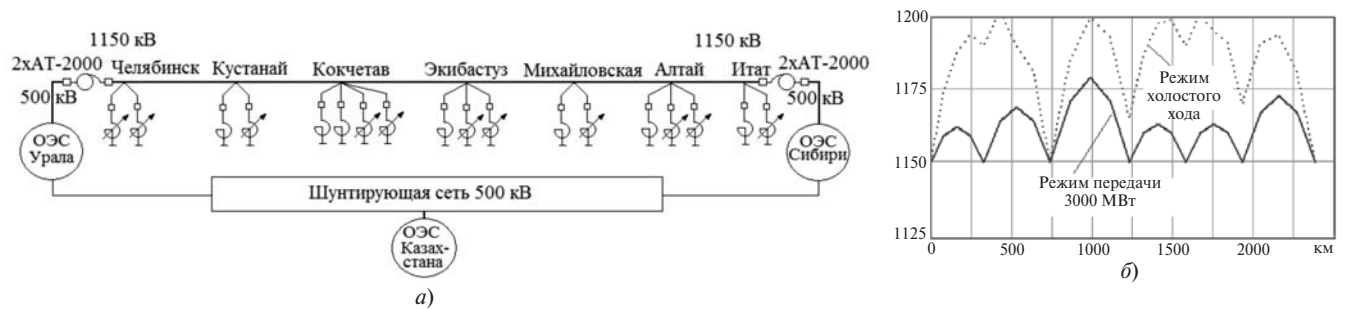 1150 кВ
1150 кВ
2хАТ-2000
Челябинск
Кустанай
Кокчетав
Экибастуз
Михайловская
Алтай
Итат
2хАТ-2000
500 кВ
500 кВ
ОЭС
Урала
ОЭС
Сибири
Шунтирующая сеть 500 кВ
ОЭС
Казах-
стана
а)
1200
1175
1150
1125
0
500
1000
1500
2000
км
Режим
холостого
хода
Режим передачи
3000 МВт
б)